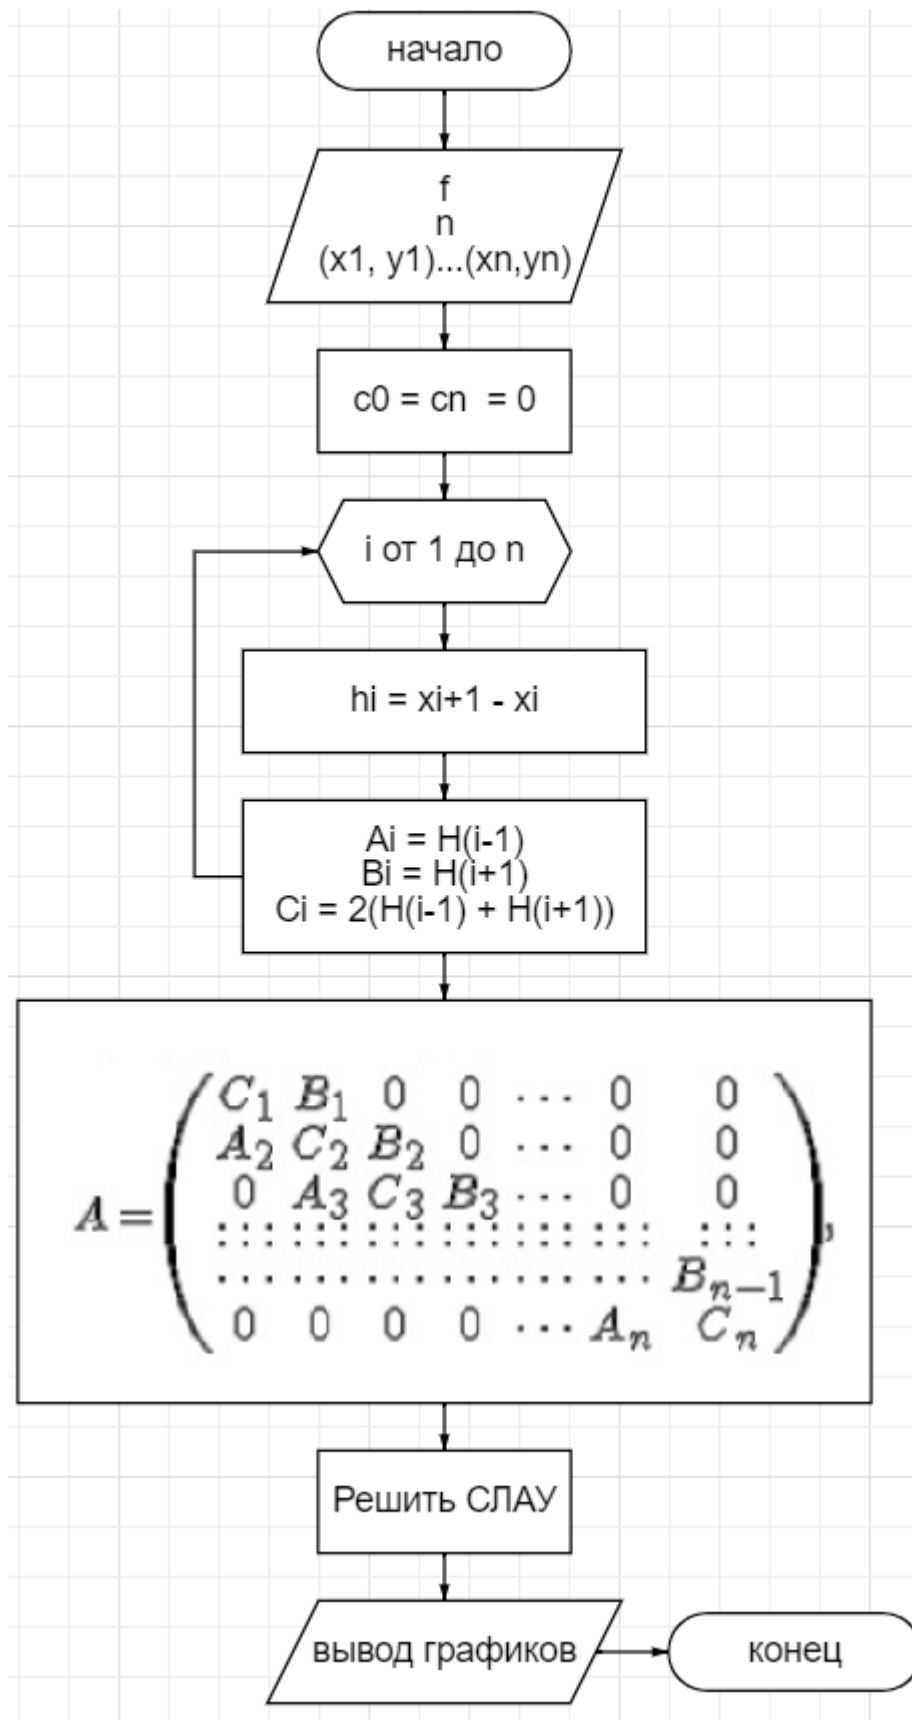 начало
f
n
(x1, y1)...(xn,yn)
c0 = cn = 0
i от 1 до n
hi = xi+1 - xi
Ai = H(i-1)
Bi = H(i+1)
Ci = 2(H(i-1) + H(i+1))
C1 B1 0 0 ... 0 0
A2 C2 B2 0 ... 0 0
0 A3 C3 B3 ... 0 0
A = ,
Bn-1
0 0 0 0 ... An Cn
Решить СЛАУ
вывод графиков
конец